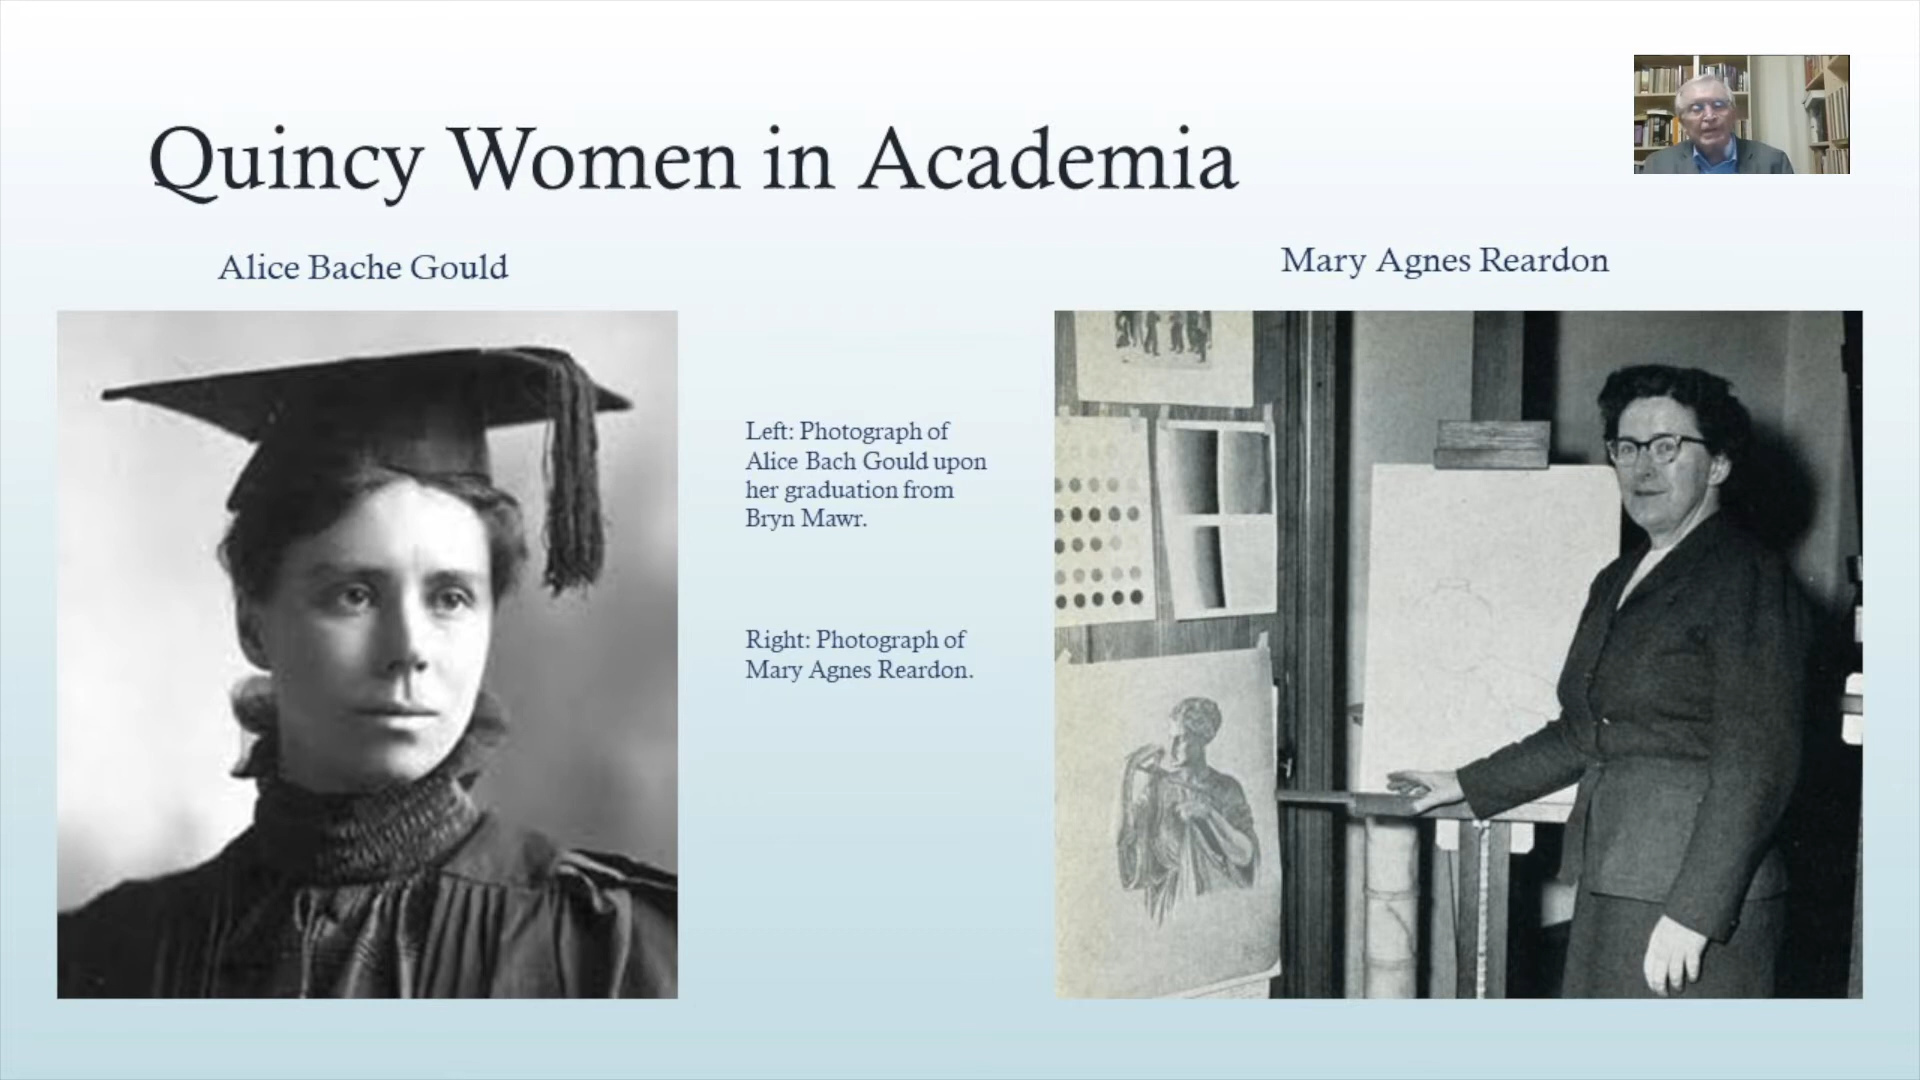 Quincy Women in Academia
Alice Bache Gould
Mary Agnes Reardon
Left: Photograph of
Alice Bach Gould upon
her graduation from
Bryn Mawr.
Right: Photograph of
Mary Agnes Reardon.